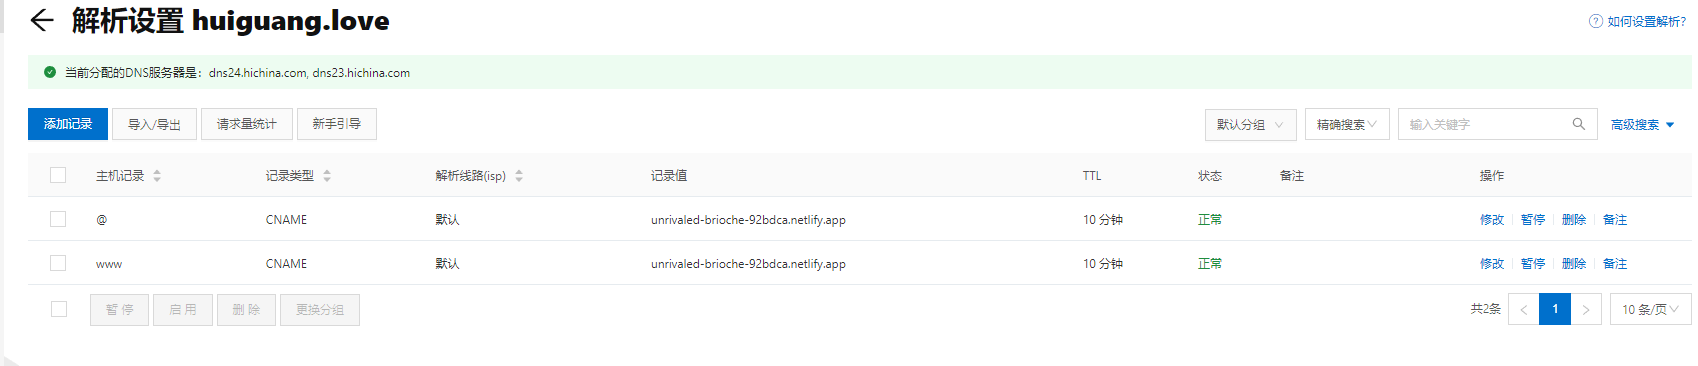 解析设置 huiguang.love
如何设置解析?
当前分配的DNS服务器是: dns24.hichina.com, dns23.hichina.com
添加记录 导入/导出 请求量统计 新手引导 默认分组 精确搜索 输入关键字 高级搜索
主机记录 记录类型 解析线路(isp) 记录值 TTL 状态 备注 操作
@ CNAME 默认 unrivaled-brioche-92bdca.netlify.app 10 分钟 正常 修改 暂停 删除 备注
www CNAME 默认 unrivaled-brioche-92bdca.netlify.app 10 分钟 正常 修改 暂停 删除 备注
暂 停 启 用 删 除 更换分组 共2条 1 10 条/页